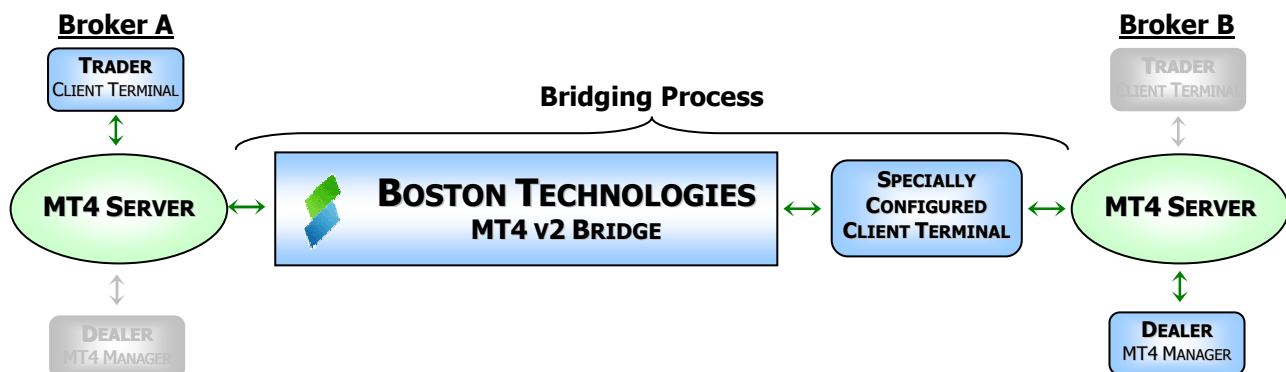 Broker A
TRADER
CLIENT TERMINAL
MT4 SERVER
DEALER
MT4 MANAGER
Bridging Process
BOSTON TECHNOLOGIES
MT4 V2 BRIDGE
SPECIALLY
CONFIGURED
CLIENT TERMINAL
Broker B
TRADER
CLIENT TERMINAL
MT4 SERVER
DEALER
MT4 MANAGER